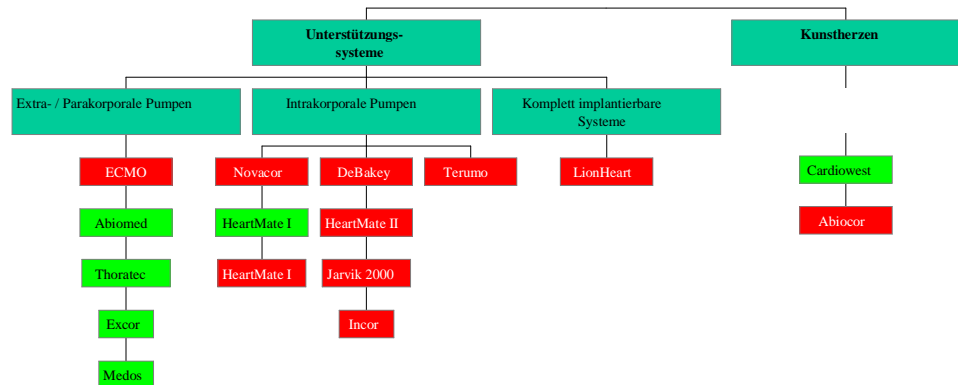 Unterstützungs-
systeme
Kunstherzen
Extra- / Parakorporale Pumpen
Intrakorporale Pumpen
Komplett implantierbare
Systeme
ECMO
Novacor
DeBakey
Terumo
LionHeart
Cardiowest
Abiomed
HeartMate I
HeartMate II
Abiocor
Thoratec
HeartMate I
Jarvik 2000
Excor
Incor
Medos